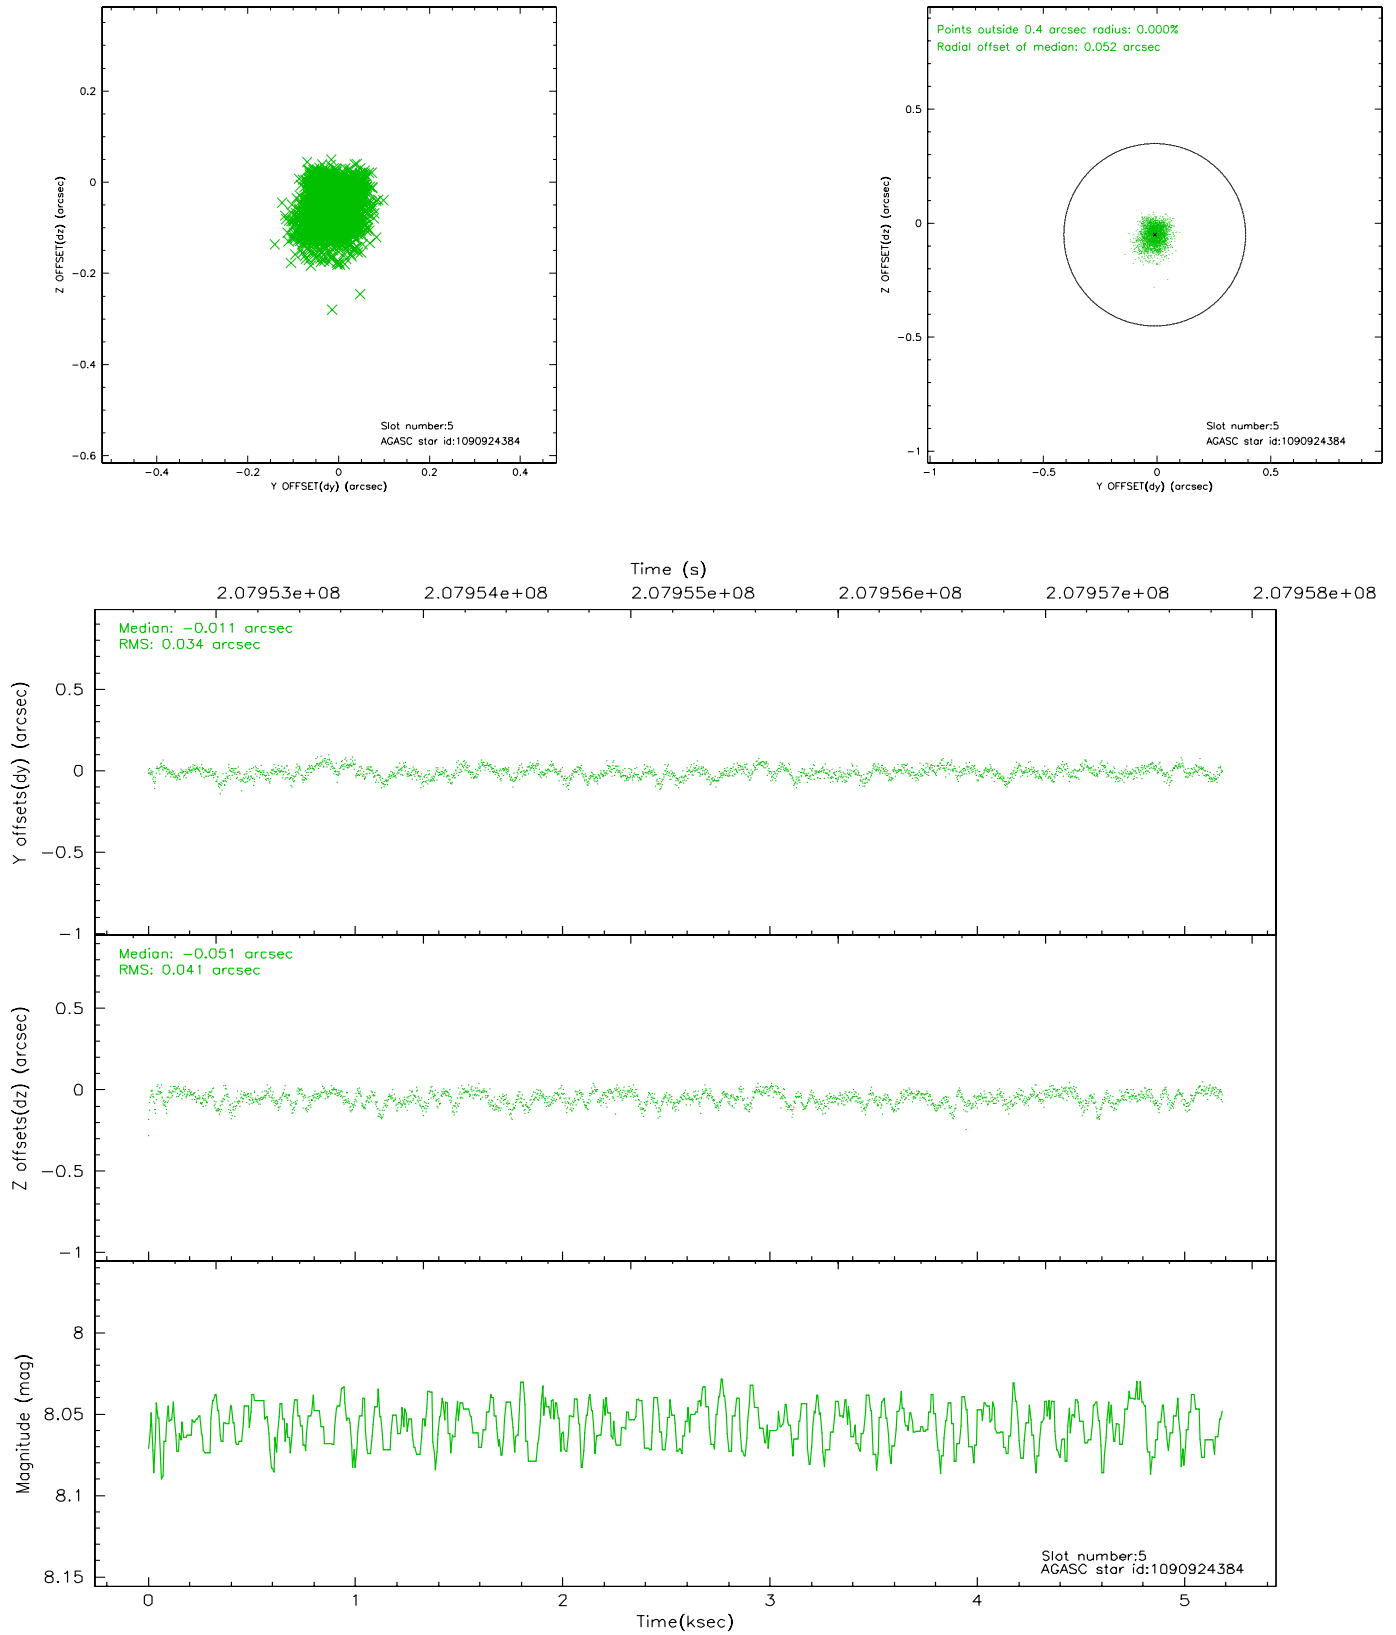 0.2
0
-0.2
-0.4
-0.6
Z OFFSET(dz) (arcsec)
-0.4
-0.2
0
0.2
0.4
Y OFFSET(dy) (arcsec)
Slot number:5
AGASC star id:1090924384
Points outside 0.4 arcsec radius: 0.000%
Radial offset of median: 0.052 arcsec
0.5
0
-0.5
-1
Z OFFSET(dz) (arcsec)
-1
-0.5
0
0.5
Y OFFSET(dy) (arcsec)
Slot number:5
AGASC star id:1090924384
Time (s)
2.07953e+08
2.07954e+08
2.07955e+08
2.07956e+08
2.07957e+08
2.07958e+08
Median: -0.011 arcsec
RMS: 0.034 arcsec
0.5
0
-0.5
-1
Y offsets(dy) (arcsec)
Median: -0.051 arcsec
RMS: 0.041 arcsec
0.5
0
-0.5
-1
Z offsets(dz) (arcsec)
8
8.05
8.1
8.15
Magnitude (mag)
Slot number:5
AGASC star id:1090924384
0
1
2
3
4
5
Time(ksec)